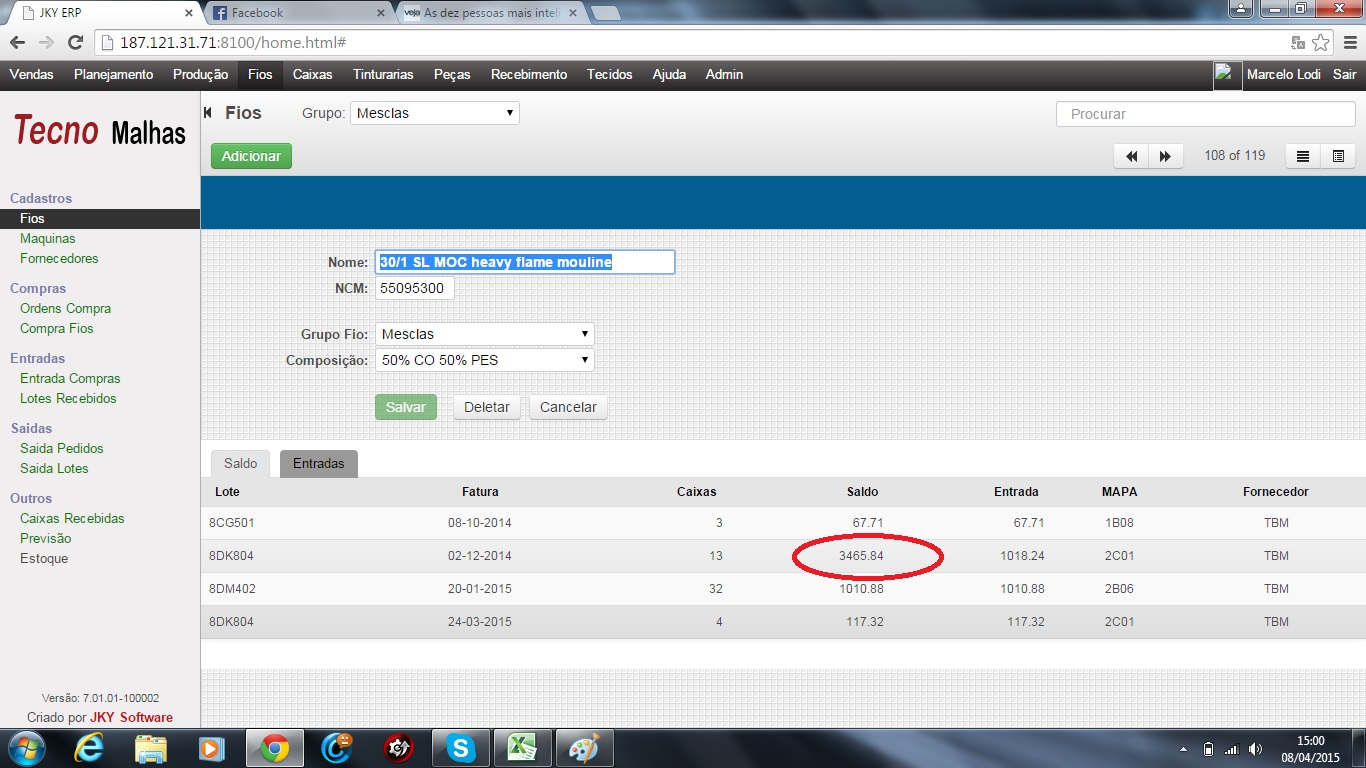 JKY ERP
Facebook
veja As dez pessoas mais intel
187.121.31.71:8100/home.html#
Vendas Planejamento Produção Fios Caixas Tinturarias Peças Recebimento Tecidos Ajuda Admin Marcelo Lodi Sair
Tecno Malhas
Fios Grupo: Mesclas Procurar
Adicionar 108 of 119
Cadastros
Fios
Maquinas
Fornecedores
Compras
Ordens Compra
Compra Fios
Entradas
Entrada Compras
Lotes Recebidos
Saidas
Saida Pedidos
Saida Lotes
Outros
Caixas Recebidas
Previsão
Estoque
Versão: 7.01.01-100002
Criado por JKY Software
Nome: 30/1 SL MOC heavy flame mouline
NCM: 55095300
Grupo Fio: Mesclas
Composição: 50% CO 50% PES
Salvar Deletar Cancelar
Saldo Entradas
Lote Fatura Caixas Saldo Entrada MAPA Fornecedor
8CG501 08-10-2014 3 67.71 67.71 1B08 TBM
8DK804 02-12-2014 13 3465.84 1018.24 2C01 TBM
8DM402 20-01-2015 32 1010.88 1010.88 2B06 TBM
8DK804 24-03-2015 4 117.32 117.32 2C01 TBM
15:00
08/04/2015